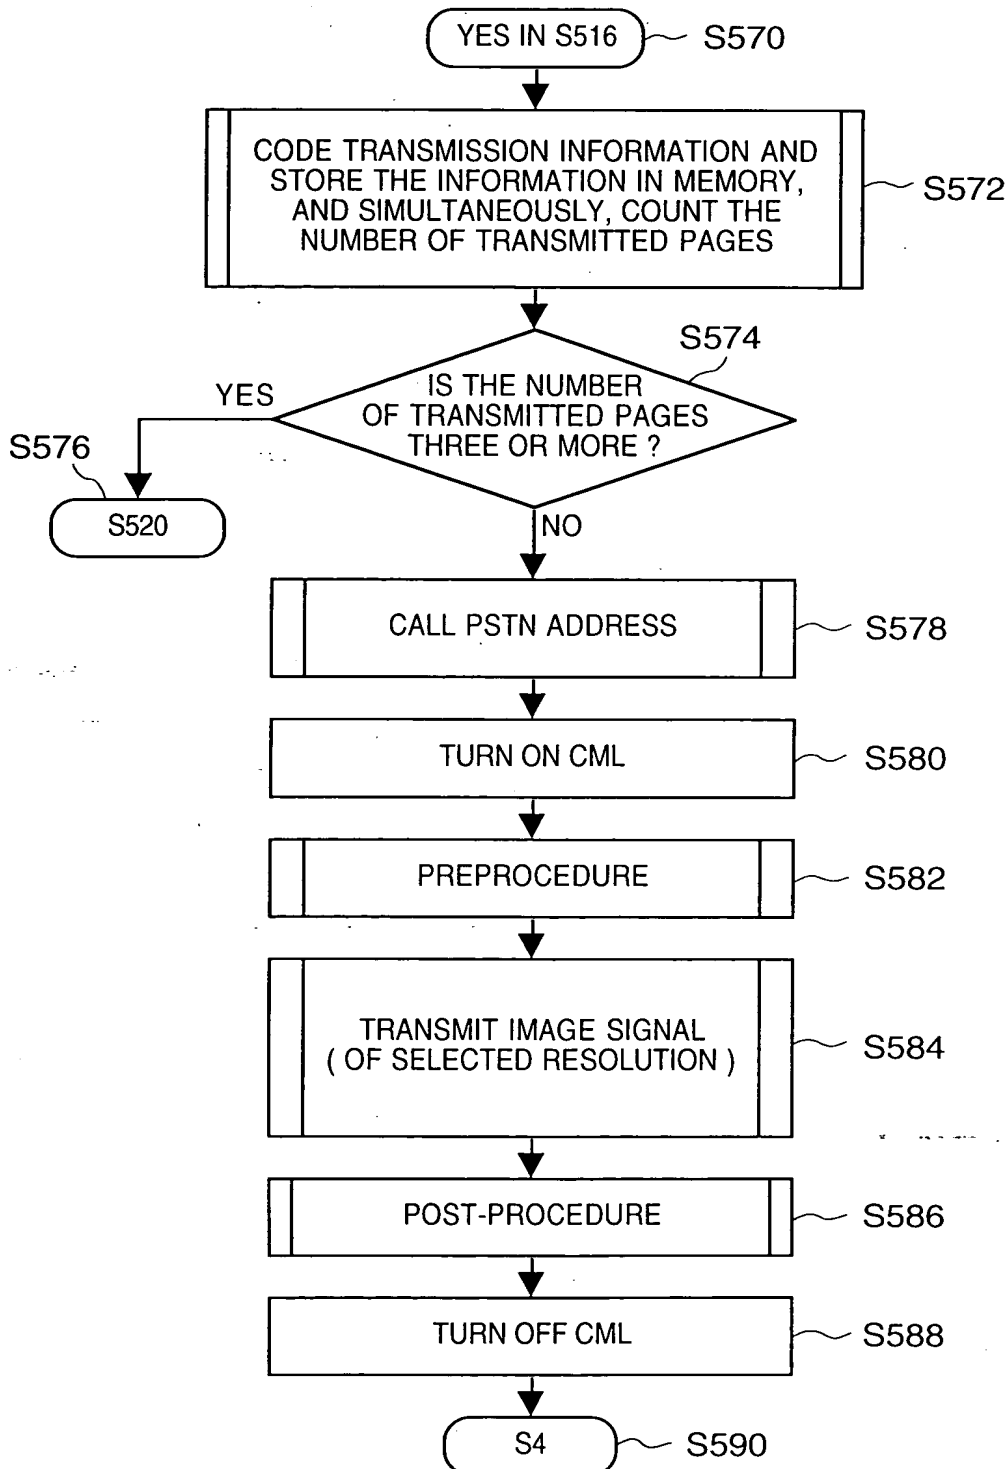 YES IN S516
S570
CODE TRANSMISSION INFORMATION AND
STORE THE INFORMATION IN MEMORY,
AND SIMULTANEOUSLY, COUNT THE
NUMBER OF TRANSMITTED PAGES
S572
S574
IS THE NUMBER
OF TRANSMITTED PAGES
THREE OR MORE ?
YES
S576
S520
NO
CALL PSTN ADDRESS
S578
TURN ON CML
S580
PREPROCEDURE
S582
TRANSMIT IMAGE SIGNAL
( OF SELECTED RESOLUTION )
S584
POST-PROCEDURE
S586
TURN OFF CML
S588
S4
S590